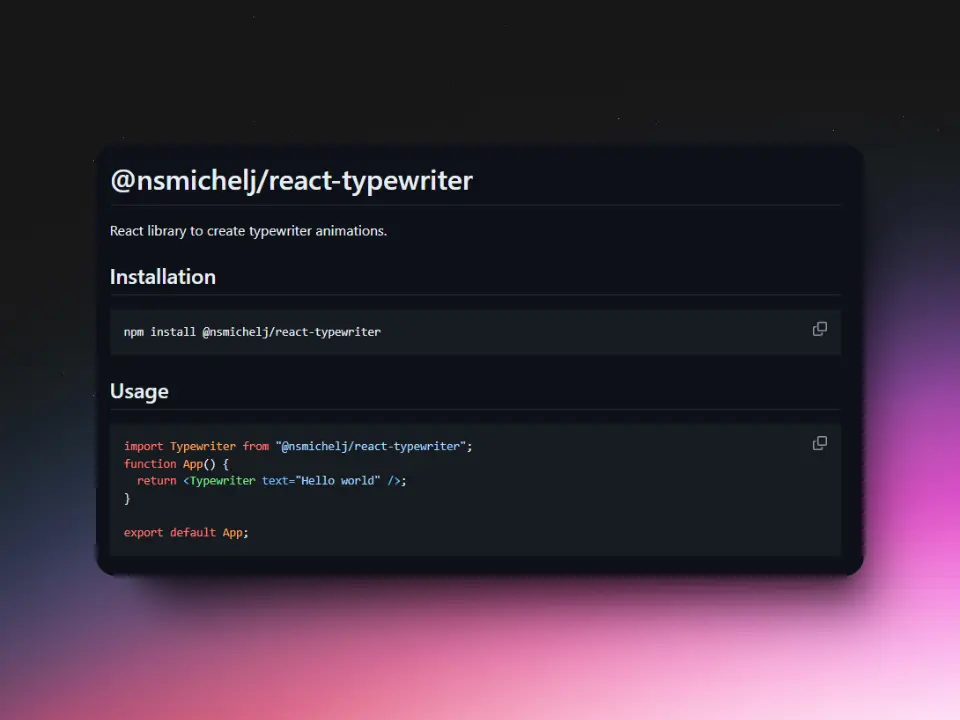 @nsmichelj/react-typewriter
React library to create typewriter animations.
Installation
npm install @nsmichelj/react-typewriter
Usage
import Typewriter from "@nsmichelj/react-typewriter";
function App() {
  return <Typewriter text="Hello world" />;
}

export default App;